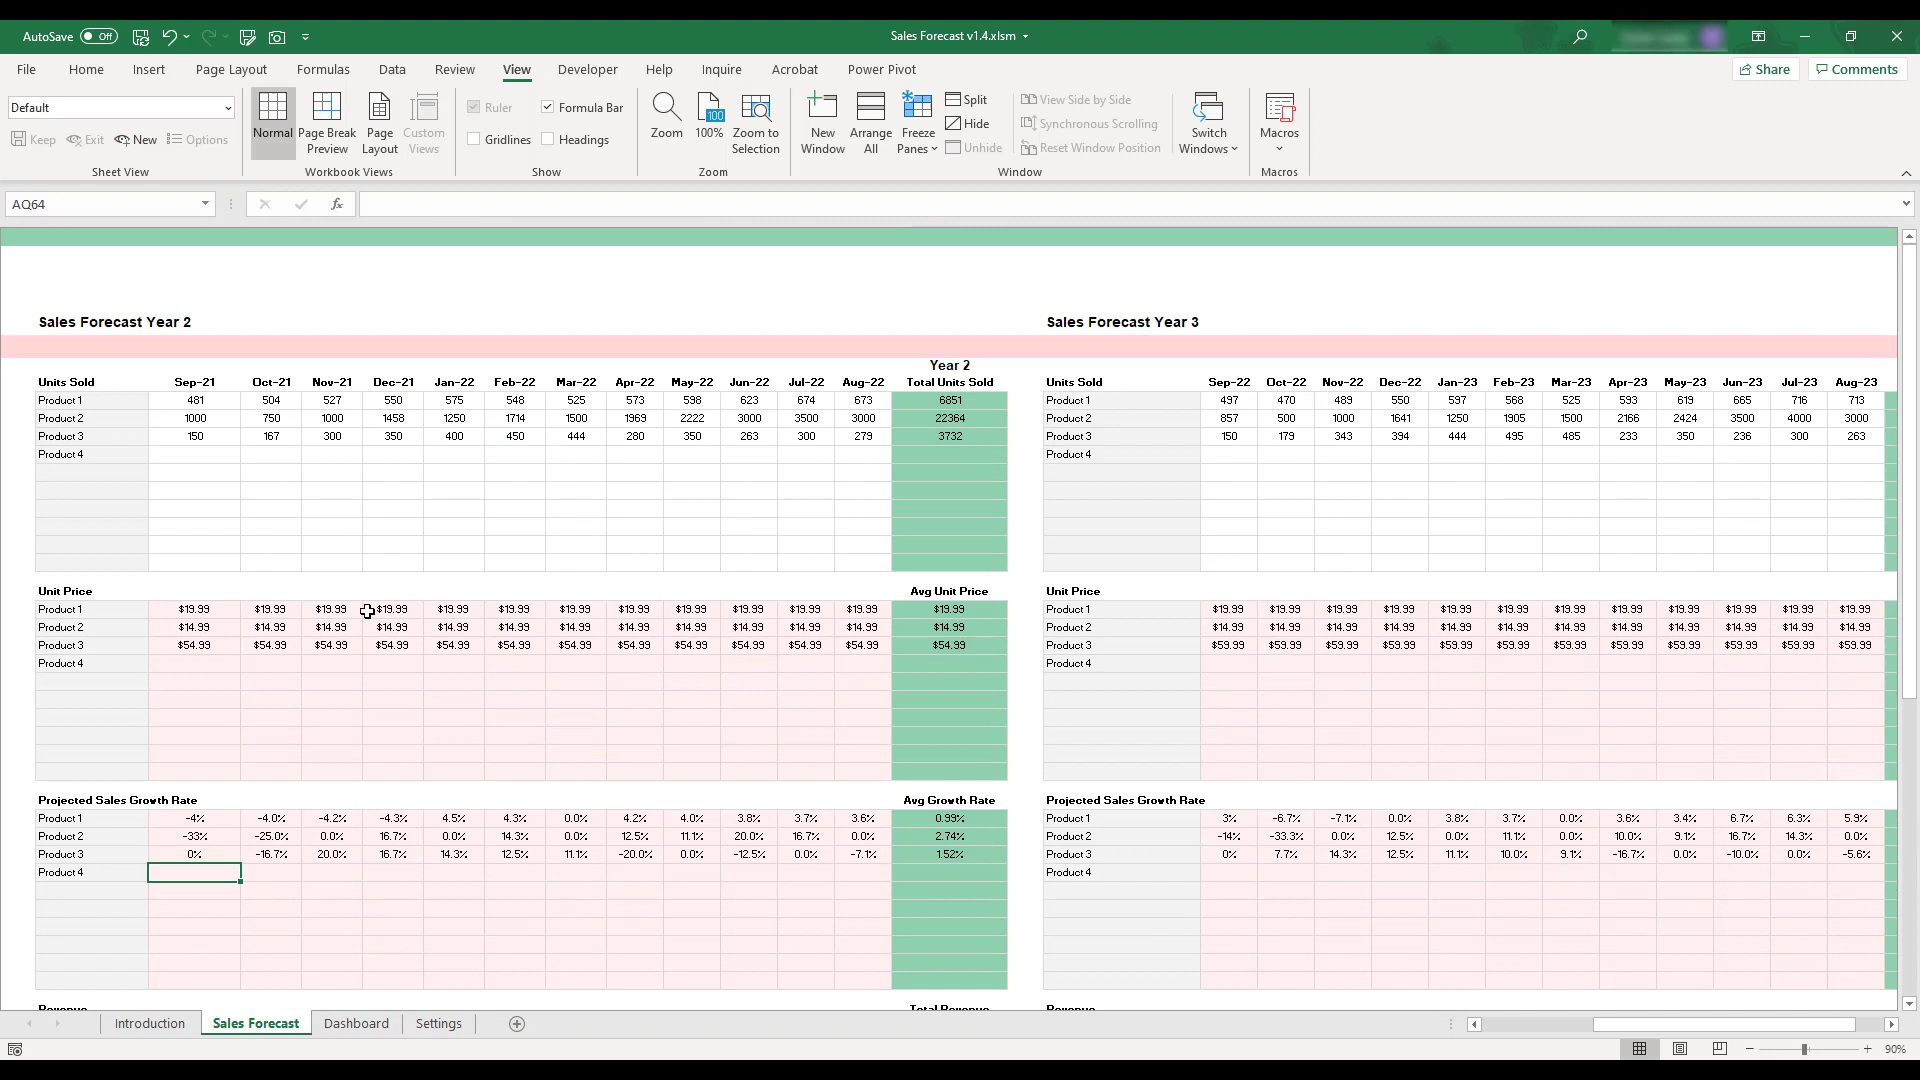 AutoSave Off Sales Forecast v1.4.xlsm
File Home Insert Page Layout Formulas Data Review View Developer Help Inquire Acrobat Power Pivot Share Comments
Default
Keep Exit New Options
Sheet View
Normal Page Break Preview Page Layout Custom Views
Workbook Views
Ruler Formula Bar
Gridlines Headings
Show
Zoom 100 100% Zoom to Selection
Zoom
New Window Arrange All Freeze Panes
Split
Hide
Unhide
View Side by Side
Synchronous Scrolling
Reset Window Position
Switch Windows
Window
Macros
Macros
AQ64 fx
Sales Forecast Year 2 Sales Forecast Year 3
Year 2
Units Sold Sep-21 Oct-21 Nov-21 Dec-21 Jan-22 Feb-22 Mar-22 Apr-22 May-22 Jun-22 Jul-22 Aug-22 Total Units Sold Units Sold Sep-22 Oct-22 Nov-22 Dec-22 Jan-23 Feb-23 Mar-23 Apr-23 May-23 Jun-23 Jul-23 Aug-23
Product 1 481 504 527 550 575 548 525 573 598 623 674 673 6851 Product 1 497 470 489 550 597 568 525 593 619 665 716 713
Product 2 1000 750 1000 1458 1250 1714 1500 1969 2222 3000 3500 3000 22364 Product 2 857 500 1000 1641 1250 1905 1500 2166 2424 3500 4000 3000
Product 3 150 167 300 350 400 450 444 280 350 263 300 279 3732 Product 3 150 179 343 394 444 495 485 233 350 236 300 263
Product 4 Product 4
Unit Price Avg Unit Price Unit Price
Product 1 $19.99 $19.99 $19.99 $19.99 $19.99 $19.99 $19.99 $19.99 $19.99 $19.99 $19.99 $19.99 $19.99 Product 1 $19.99 $19.99 $19.99 $19.99 $19.99 $19.99 $19.99 $19.99 $19.99 $19.99 $19.99 $19.99
Product 2 $14.99 $14.99 $14.99 $14.99 $14.99 $14.99 $14.99 $14.99 $14.99 $14.99 $14.99 $14.99 $14.99 Product 2 $14.99 $14.99 $14.99 $14.99 $14.99 $14.99 $14.99 $14.99 $14.99 $14.99 $14.99 $14.99
Product 3 $54.99 $54.99 $54.99 $54.99 $54.99 $54.99 $54.99 $54.99 $54.99 $54.99 $54.99 $54.99 $54.99 Product 3 $59.99 $59.99 $59.99 $59.99 $59.99 $59.99 $59.99 $59.99 $59.99 $59.99 $59.99 $59.99
Product 4 Product 4
Projected Sales Growth Rate Avg Growth Rate Projected Sales Growth Rate
Product 1 -4% -4.0% -4.2% -4.3% 4.5% 4.3% 0.0% 4.2% 4.0% 3.8% 3.7% 3.6% 0.99% Product 1 3% -6.7% -7.1% 0.0% 3.8% 3.7% 0.0% 3.6% 3.4% 6.7% 6.3% 5.9%
Product 2 -33% -25.0% 0.0% 16.7% 0.0% 14.3% 0.0% 12.5% 11.1% 20.0% 16.7% 0.0% 2.74% Product 2 -14% -33.3% 0.0% 12.5% 0.0% 11.1% 0.0% 10.0% 9.1% 16.7% 14.3% 0.0%
Product 3 0% -16.7% 20.0% 16.7% 14.3% 12.5% 11.1% -20.0% 0.0% -12.5% 0.0% -7.1% 1.52% Product 3 0% 7.7% 14.3% 12.5% 11.1% 10.0% 9.1% -16.7% 0.0% -10.0% 0.0% -5.6%
Product 4 Product 4
Revenue Total Revenue Revenue
Introduction Sales Forecast Dashboard Settings
90%